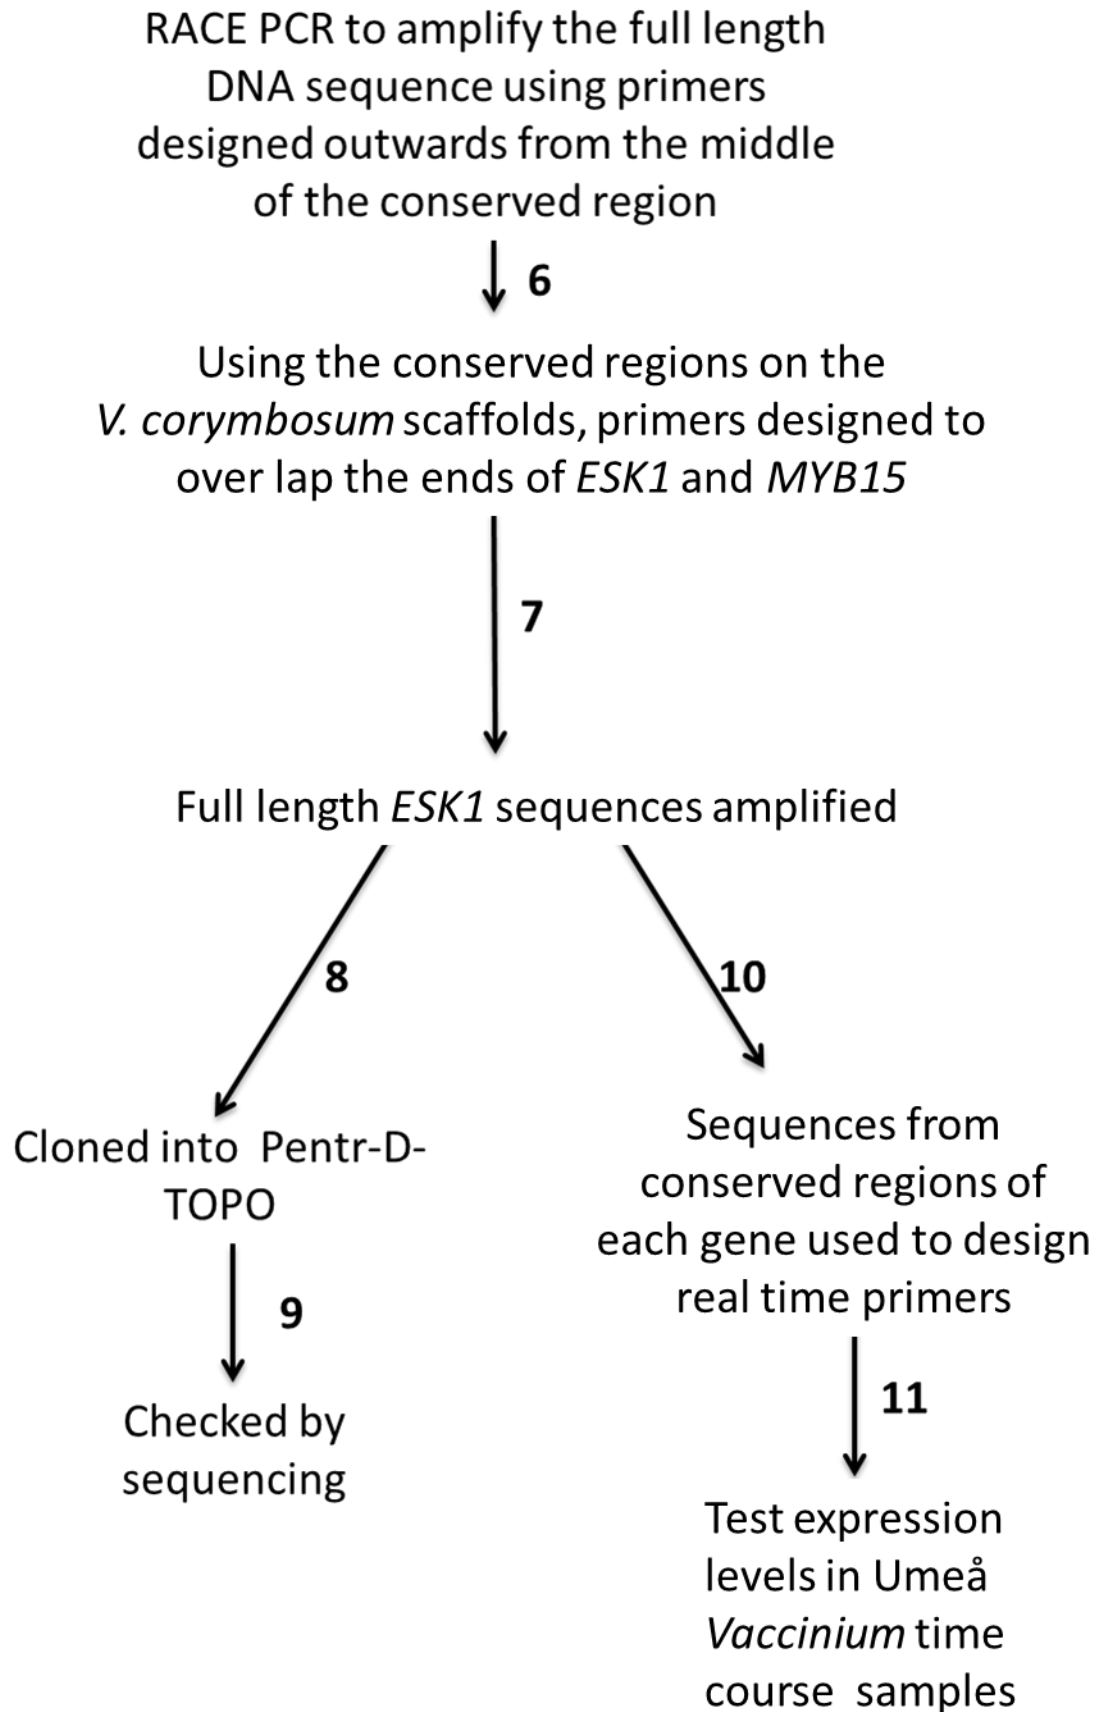 RACE PCR to amplify the full length
DNA sequence using primers
designed outwards from the middle
of the conserved region
6
Using the conserved regions on the
V. corymbosum scaffolds, primers designed to
over lap the ends of ESK1 and MYB15
7
Full length ESK1 sequences amplified
8
10
Cloned into Pentr-D-
TOPO
9
Checked by
sequencing
Sequences from
conserved regions of
each gene used to design
real time primers
11
Test expression
levels in Umeå
Vaccinium time
course samples